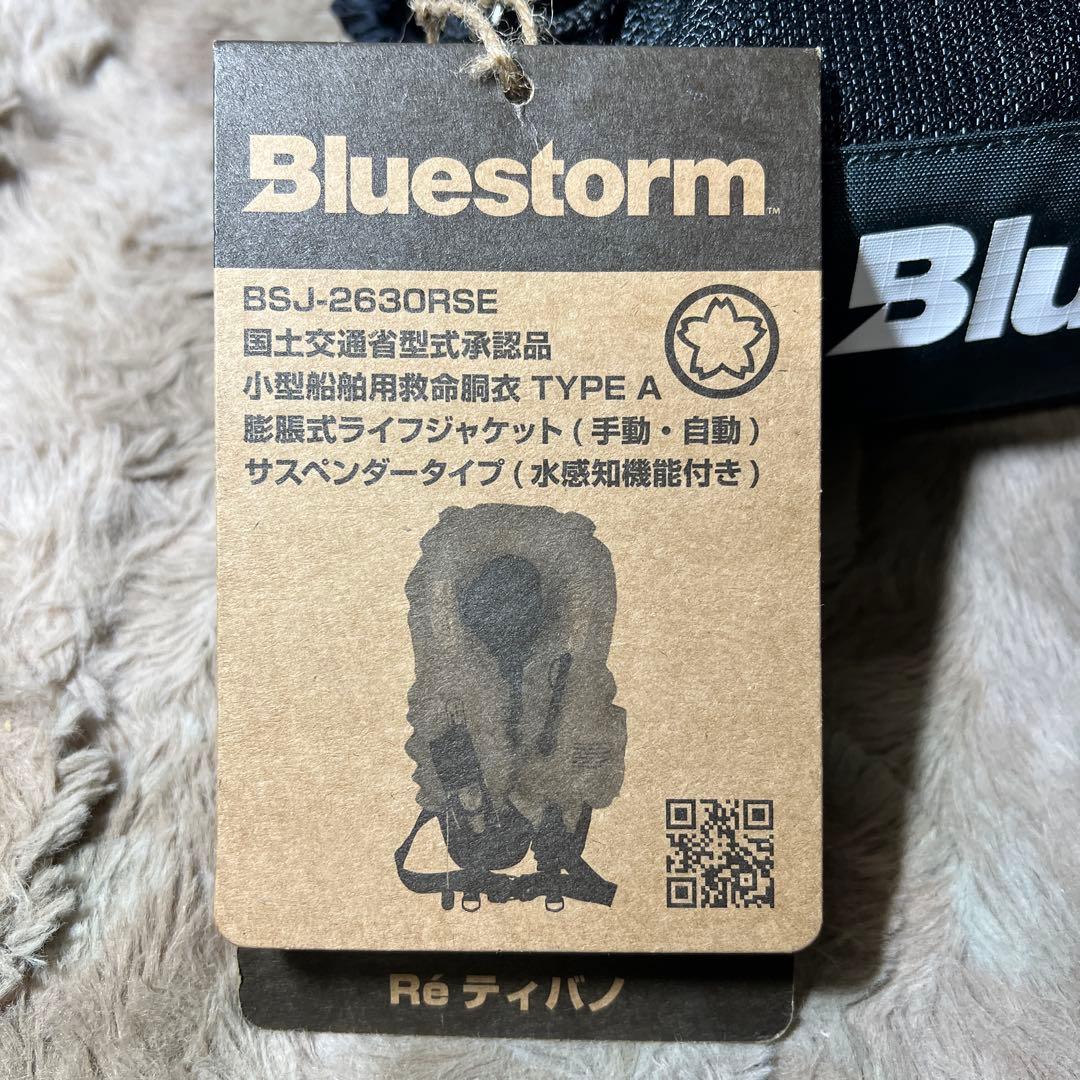 Bluestorm™
BSJ-2630RSE
国土交通省型式承認品
小型船舶用救命胴衣 TYPE A
膨脹式ライフジャケット(手動・自動)
サスペンダータイプ(水感知機能付き)
Ré ティバノ
Blu